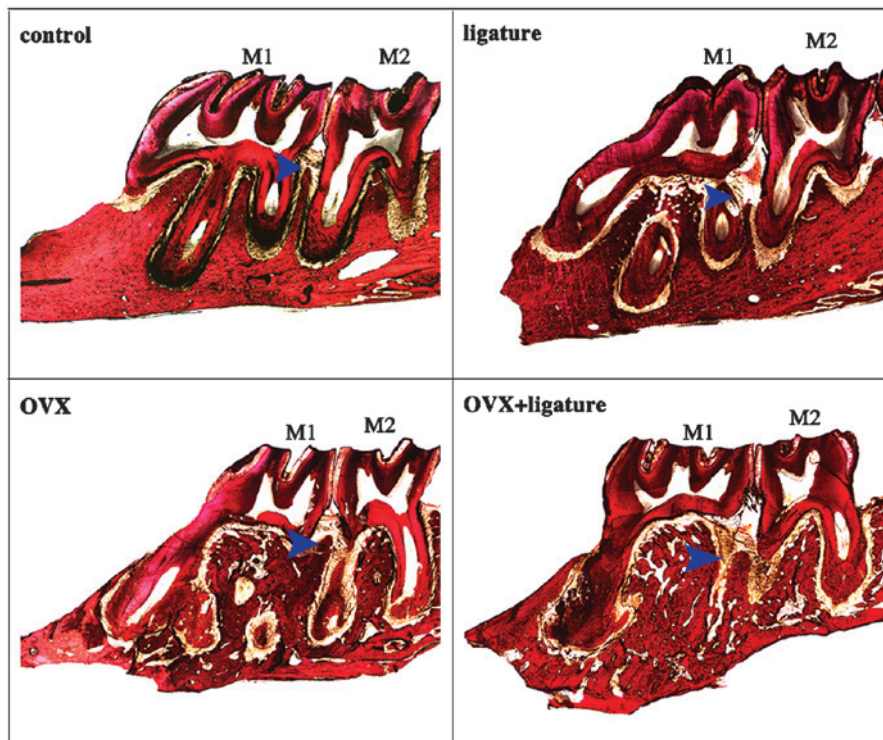 control
M1
M2
ligature
M1
M2
OVX
M1
M2
OVX+ligature
M1
M2